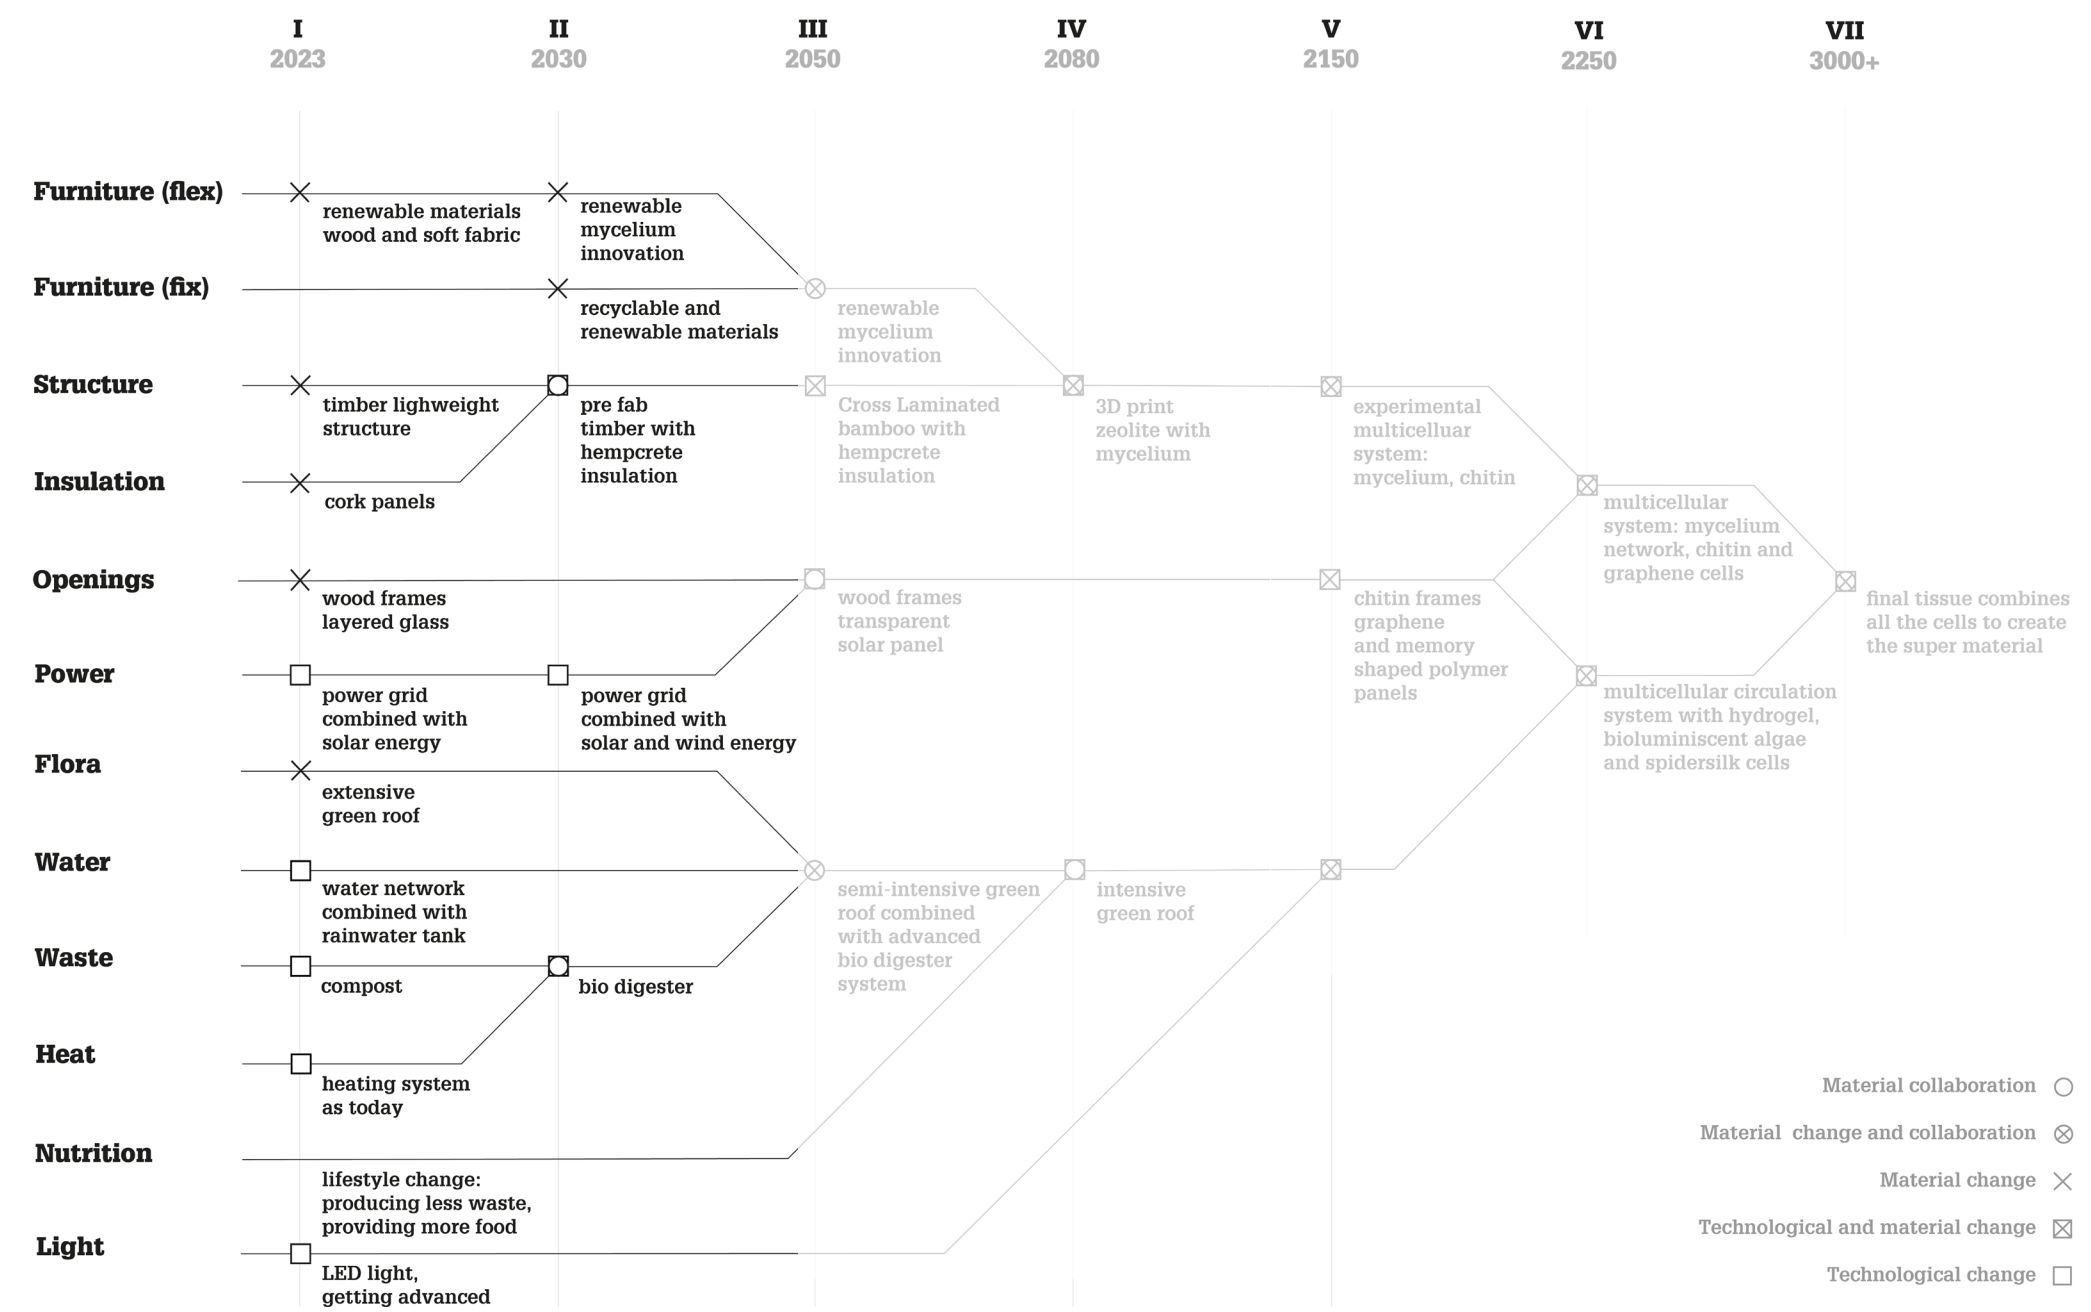 I
II
III
IV
V
VI
VII
2023
2030
2050
2080
2150
2250
3000+
Furniture (flex)
renewable materials
wood and soft fabric
renewable
mycelium
innovation
Furniture (fix)
recyclable and
renewable materials
renewable
mycelium
innovation
Structure
timber lighweight
structure
pre fab
timber with
hempcrete
insulation
Cross Laminated
bamboo with
hempcrete
insulation
3D print
zeolite with
mycelium
experimental
multicelluar
system:
mycelium, chitin
Insulation
cork panels
multicellular
system: mycelium
network, chitin and
graphene cells
Openings
wood frames
layered glass
wood frames
transparent
solar panel
chitin frames
graphene
and memory
shaped polymer
panels
final tissue combines
all the cells to create
the super material
Power
power grid
combined with
solar energy
power grid
combined with
solar and wind energy
multicellular circulation
system with hydrogel,
bioluminiscent algae
and spidersilk cells
Flora
extensive
green roof
Water
water network
combined with
rainwater tank
semi-intensive green
roof combined
with advanced
bio digester
system
intensive
green roof
Waste
compost
bio digester
Heat
heating system
as today
Nutrition
lifestyle change:
producing less waste,
providing more food
Light
LED light,
getting advanced
Material collaboration
Material change and collaboration
Material change
Technological and material change
Technological change